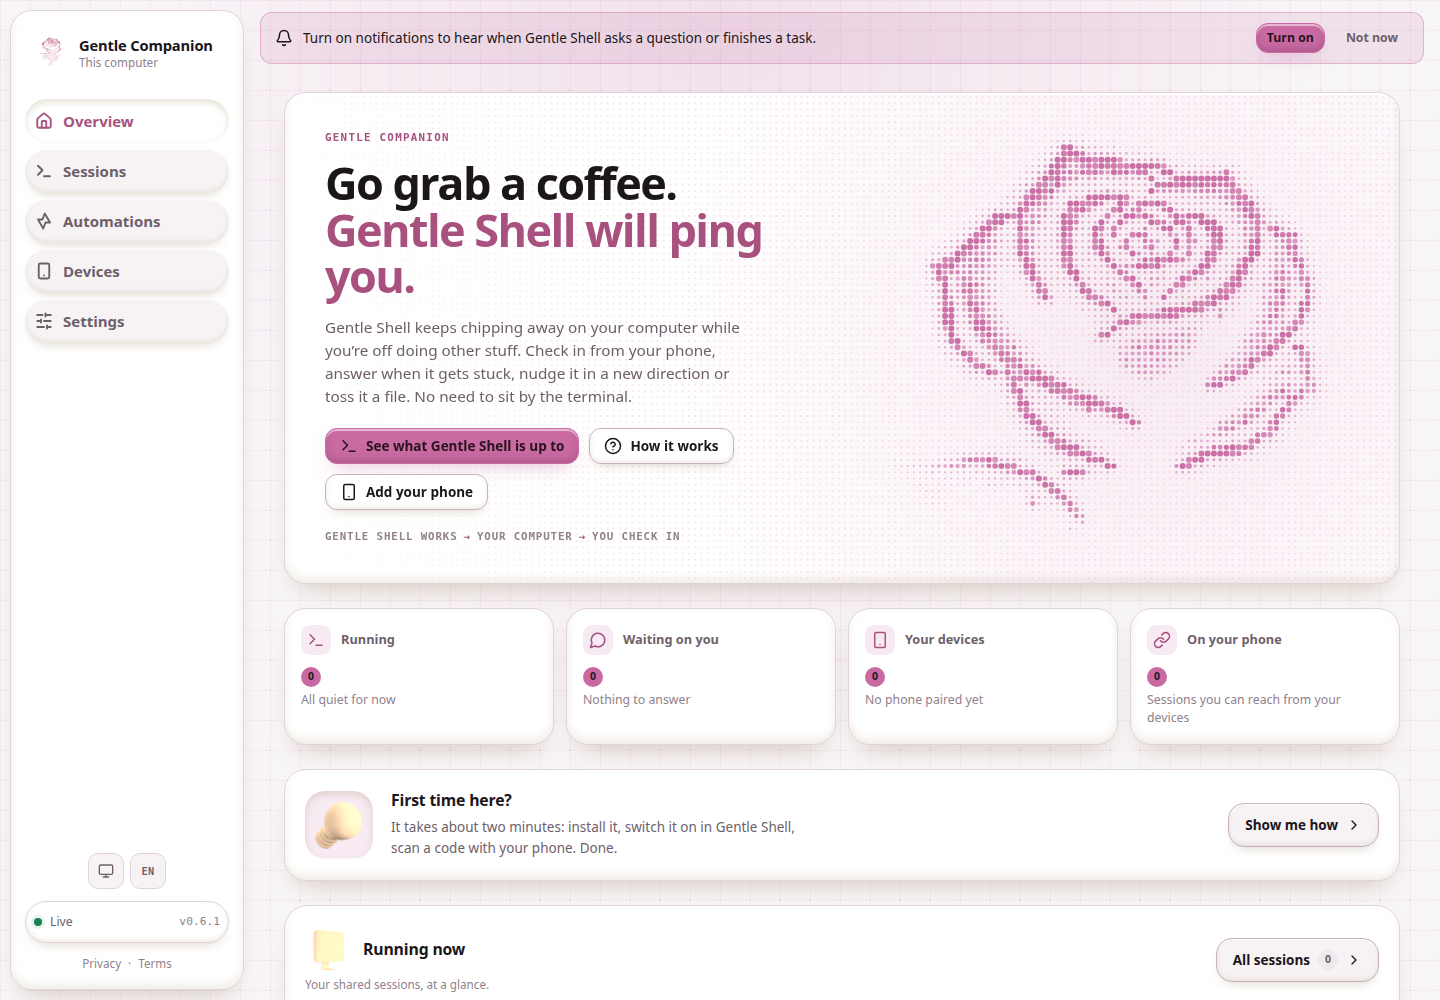 Gentle Companion
This computer
Overview
Sessions
Automations
Devices
Settings
EN
Live
v0.6.1
Privacy · Terms
Turn on notifications to hear when Gentle Shell asks a question or finishes a task.
Turn on
Not now
GENTLE COMPANION
Go grab a coffee.
Gentle Shell will ping
you.
Gentle Shell keeps chipping away on your computer while
you’re off doing other stuff. Check in from your phone,
answer when it gets stuck, nudge it in a new direction or
toss it a file. No need to sit by the terminal.
See what Gentle Shell is up to
How it works
Add your phone
GENTLE SHELL WORKS → YOUR COMPUTER → YOU CHECK IN
Running
0
All quiet for now
Waiting on you
0
Nothing to answer
Your devices
0
No phone paired yet
On your phone
0
Sessions you can reach from your
devices
First time here?
It takes about two minutes: install it, switch it on in Gentle Shell,
scan a code with your phone. Done.
Show me how
Running now
Your shared sessions, at a glance.
All sessions 0